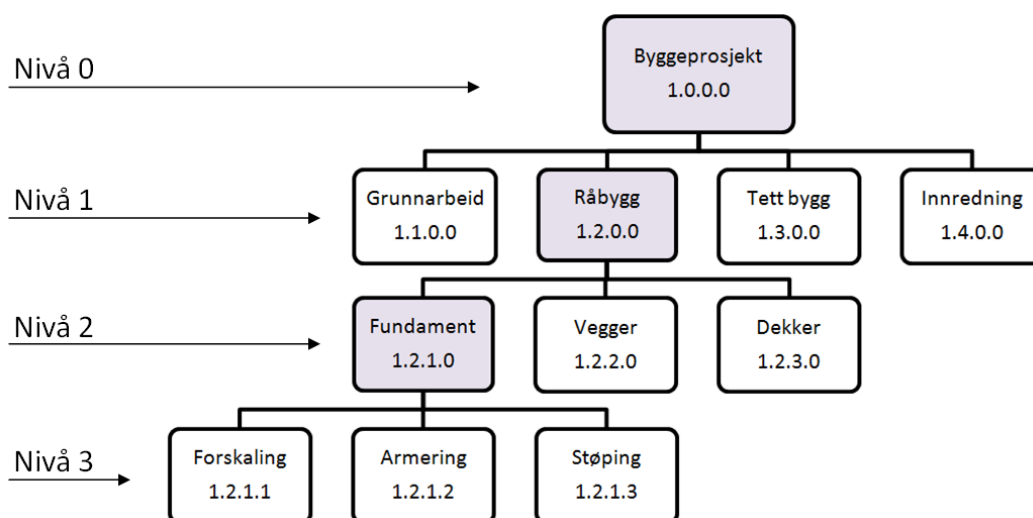 Nivå 0
Byggeprosjekt
1.0.0.0
Nivå 1
Grunnarbeid
1.1.0.0
Råbygg
1.2.0.0
Tett bygg
1.3.0.0
Innredning
1.4.0.0
Nivå 2
Fundament
1.2.1.0
Vegger
1.2.2.0
Dekker
1.2.3.0
Nivå 3
Forskaling
1.2.1.1
Armering
1.2.1.2
Støping
1.2.1.3